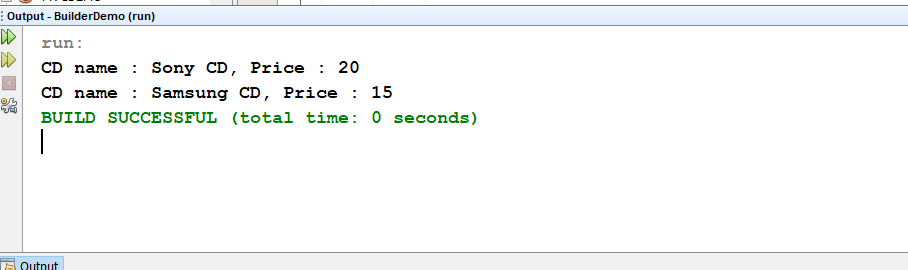 Output - BuilderDemo (run)
run:
CD name : Sony CD, Price : 20
CD name : Samsung CD, Price : 15
BUILD SUCCESSFUL (total time: 0 seconds)
Output